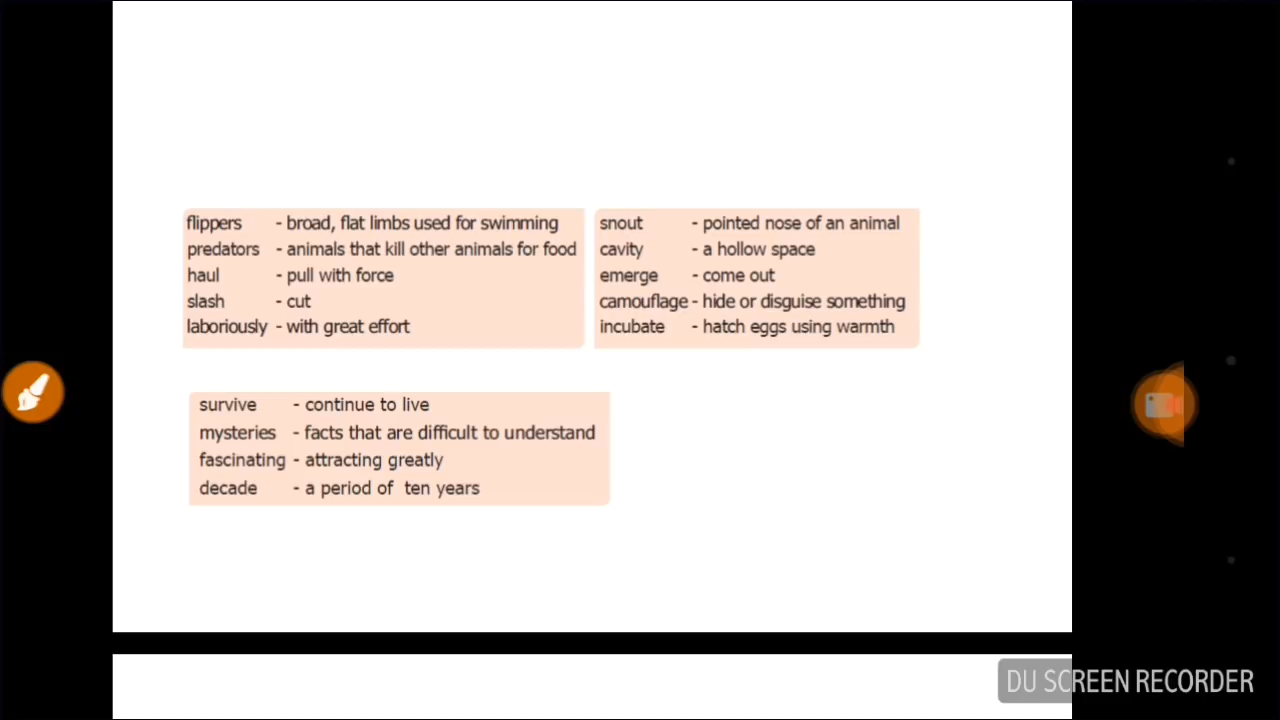 flippers - broad, flat limbs used for swimming
predators - animals that kill other animals for food
haul - pull with force
slash - cut
laboriously - with great effort
snout - pointed nose of an animal
cavity - a hollow space
emerge - come out
camouflage - hide or disguise something
incubate - hatch eggs using warmth
survive - continue to live
mysteries - facts that are difficult to understand
fascinating - attracting greatly
decade - a period of ten years
DU SCREEN RECORDER